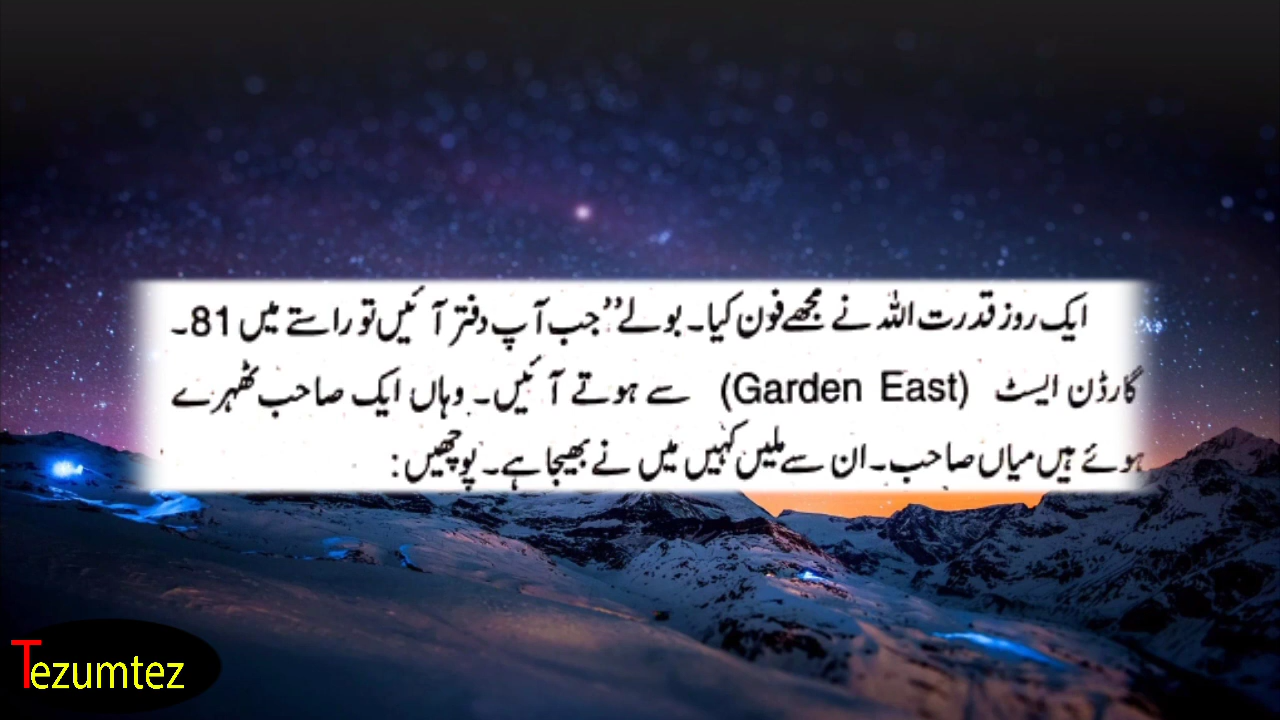 ایک روز قدرت اللہ نے مجھے فون کیا۔ بولے ’’جب آپ دفتر آئیں تو راستے میں 81۔
گارڈن ایسٹ (Garden East) سے ہوتے آئیں۔ وہاں ایک صاحب ٹھہرے
ہوئے ہیں میاں صاحب۔ ان سے ملیں کہیں میں نے بھیجا ہے۔ پوچھیں:
Tezumtez